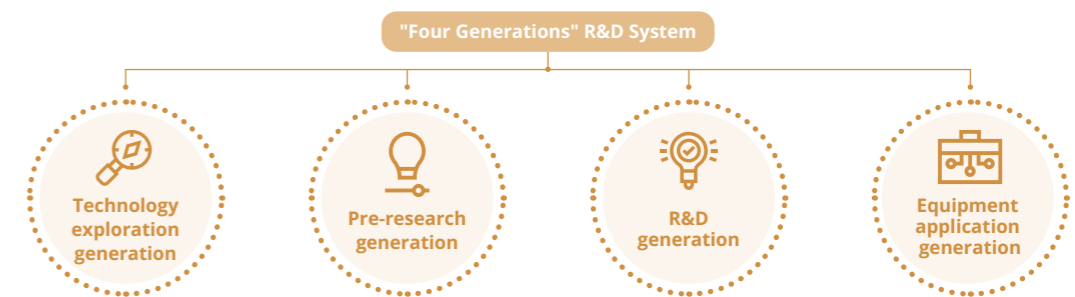 "Four Generations" R&D System
Technology
exploration
generation
Pre-research
generation
R&D
generation
Equipment
application
generation